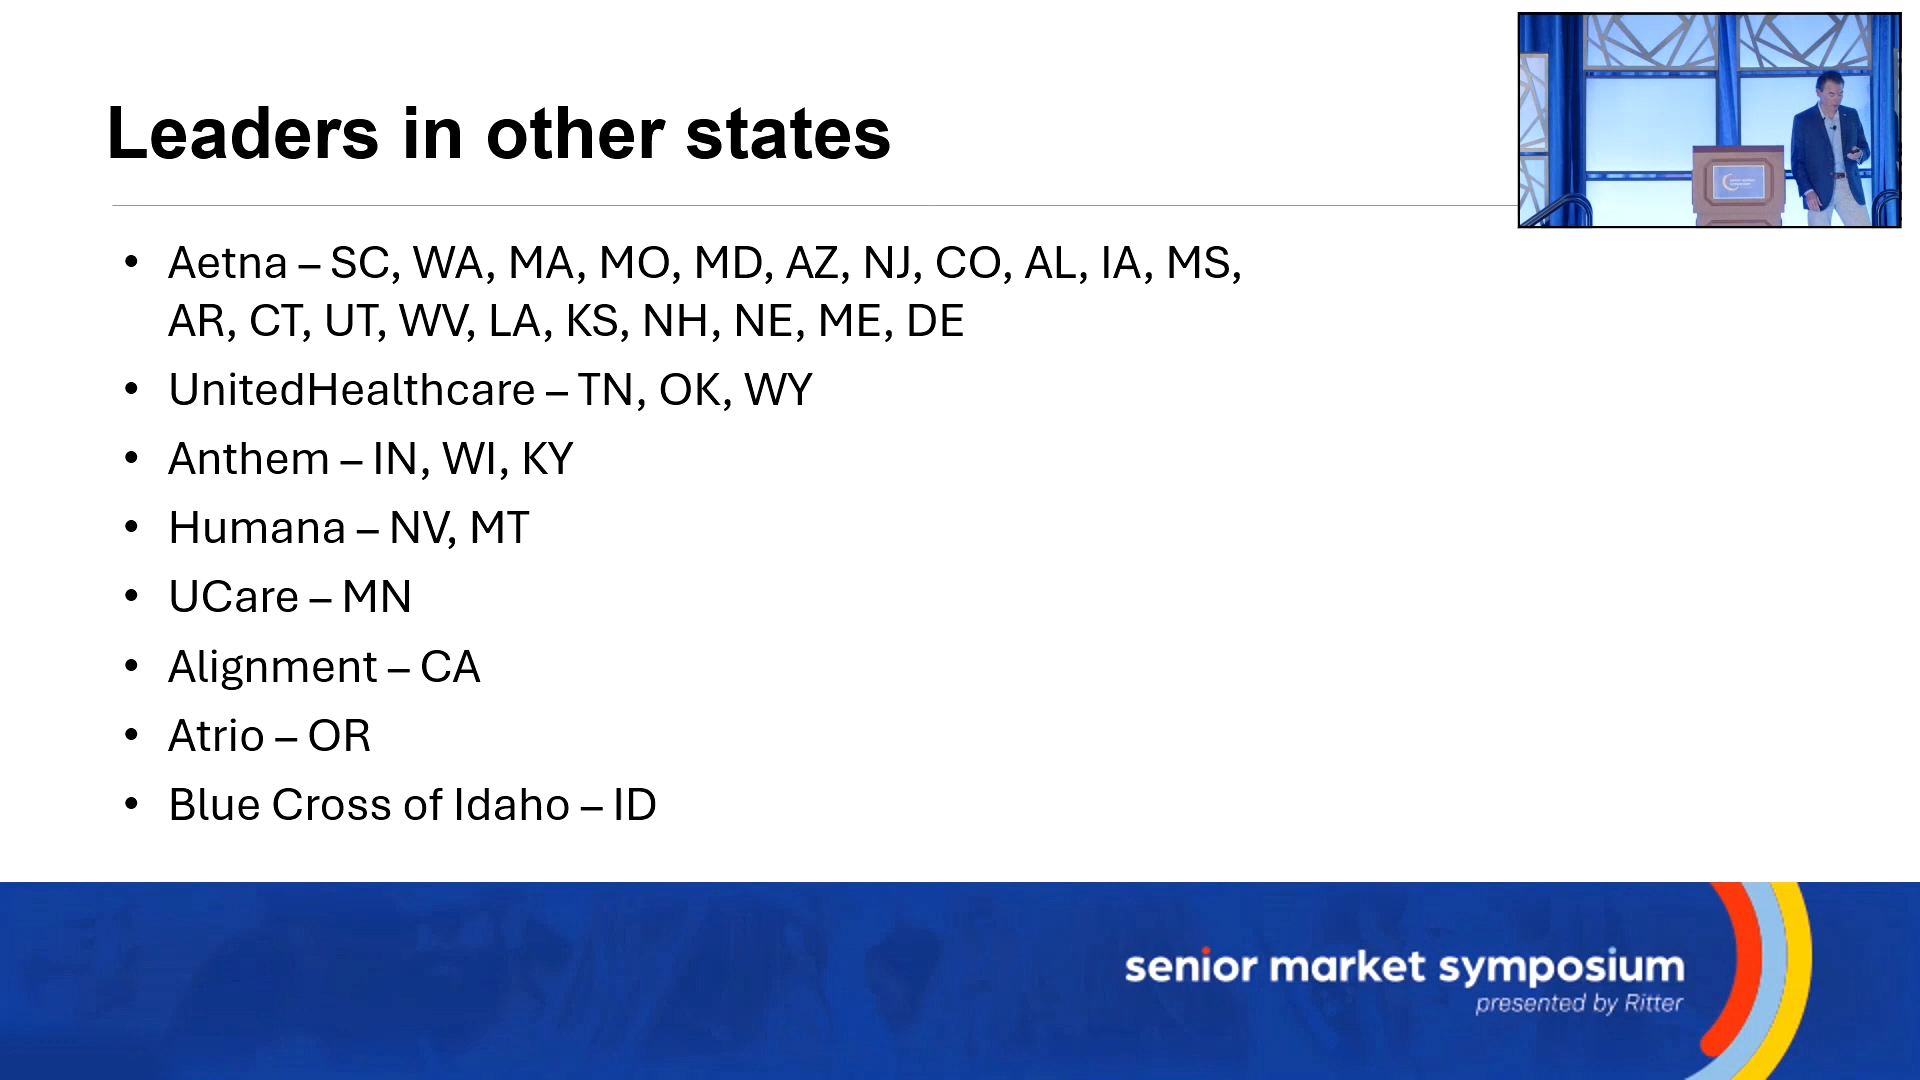 Leaders in other states
• Aetna – SC, WA, MA, MO, MD, AZ, NJ, CO, AL, IA, MS,
AR, CT, UT, WV, LA, KS, NH, NE, ME, DE
• UnitedHealthcare – TN, OK, WY
• Anthem – IN, WI, KY
• Humana – NV, MT
• UCare – MN
• Alignment – CA
• Atrio – OR
• Blue Cross of Idaho – ID
senior market symposium
presented by Ritter